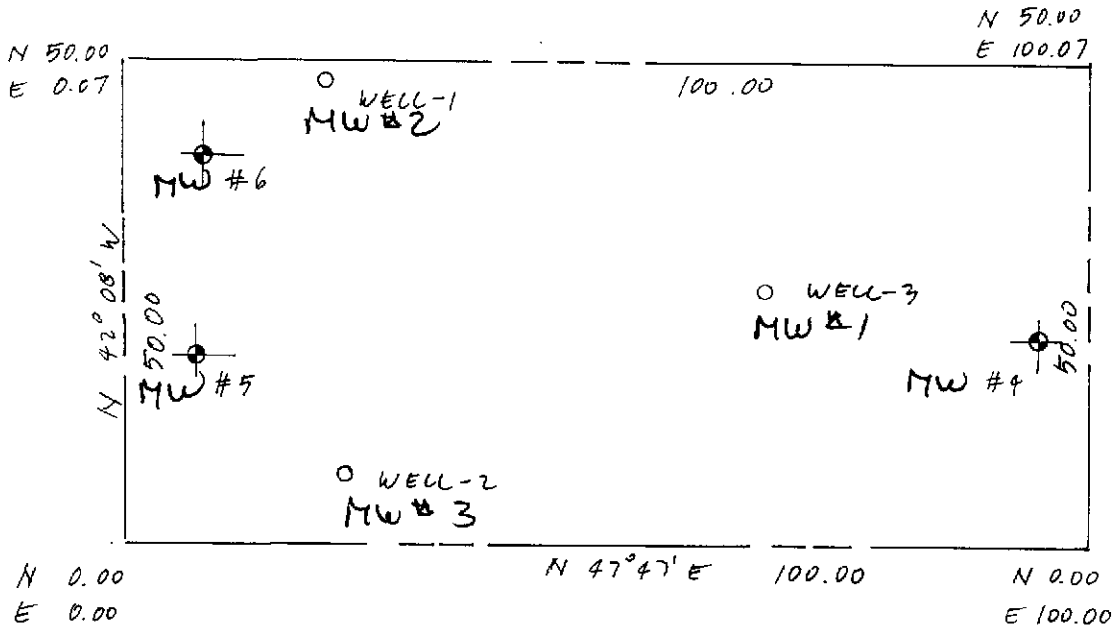 N 50.00
E 100.07
N 50.00
E 0.07
100.00
WELL-1
MW #2
MW #6
N 42° 08' W
50.00
WELL-3
MW #1
50.00
MW #5
MW #4
WELL-2
MW # 3
N 47°47' E
100.00
N 0.00
E 0.00
N 0.00
E 100.00